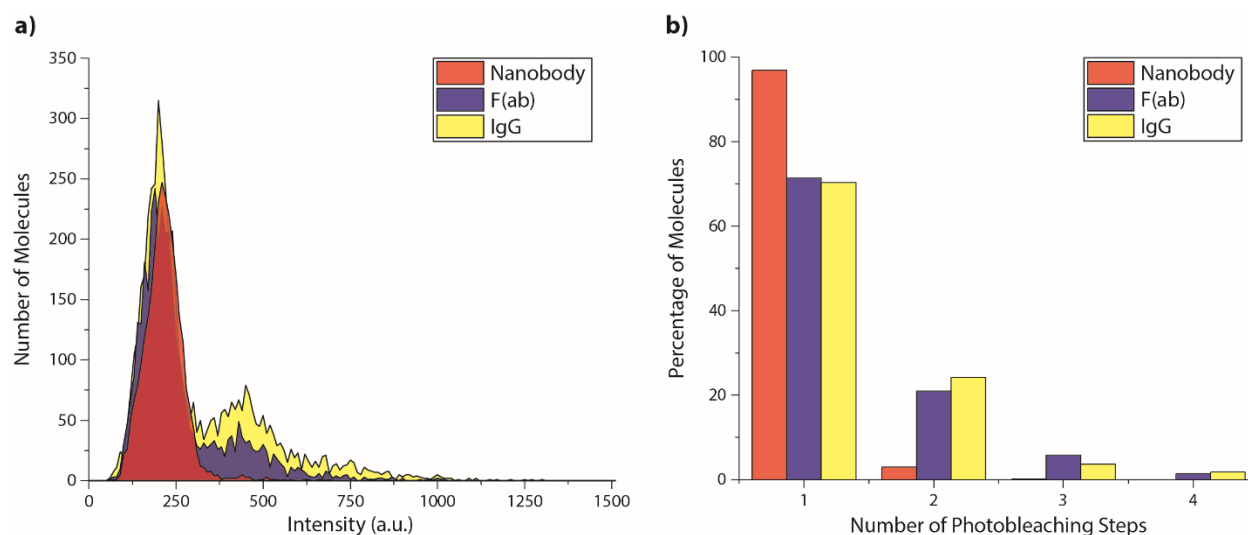 a)
350
300
250
200
150
100
50
0
Number of Molecules
Nanobody
F(ab)
IgG
0 250 500 750 1000 1250 1500
Intensity (a.u.)
b)
100
80
60
40
20
0
Percentage of Molecules
Nanobody
F(ab)
IgG
1 2 3 4
Number of Photobleaching Steps